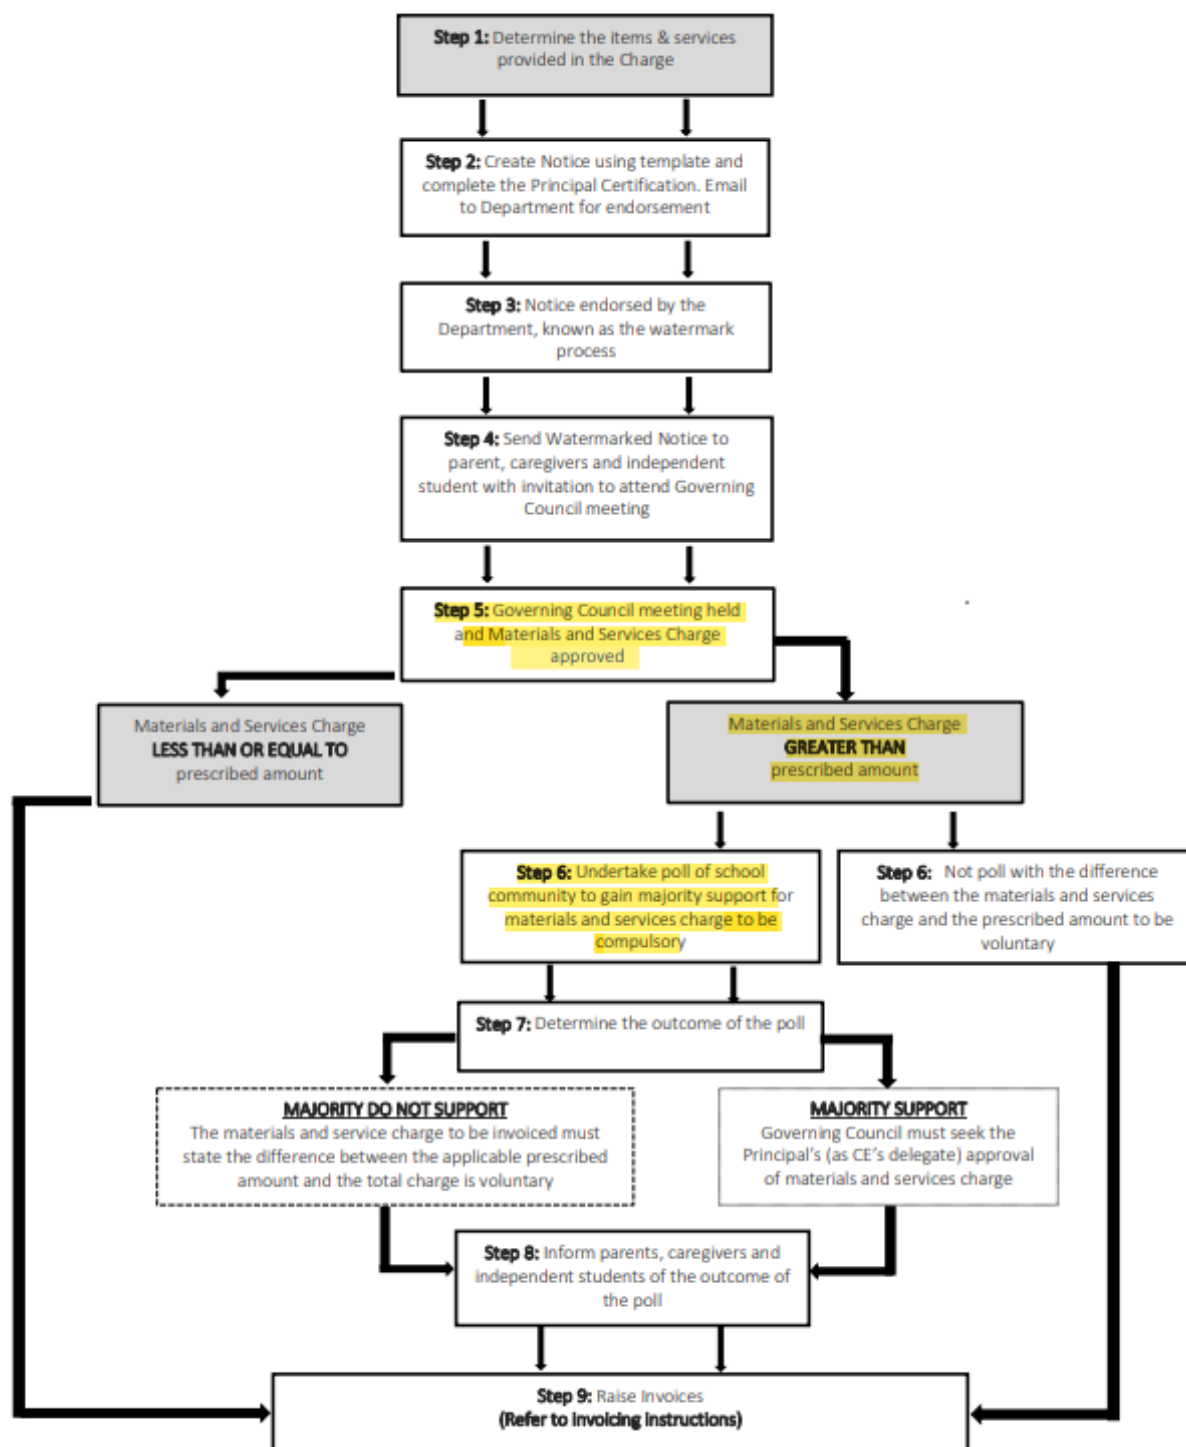 Step 1: Determine the items & services
provided in the Charge
Step 2: Create Notice using template and
complete the Principal Certification. Email
to Department for endorsement
Step 3: Notice endorsed by the
Department, known as the watermark
process
Step 4: Send Watermarked Notice to
parent, caregivers and independent
student with invitation to attend Governing
Council meeting
Step 5: Governing Council meeting held
and Materials and Services Charge
approved
Materials and Services Charge
LESS THAN OR EQUAL TO
prescribed amount
Materials and Services Charge
GREATER THAN
prescribed amount
Step 6: Undertake poll of school
community to gain majority support for
materials and services charge to be
compulsory
Step 6: Not poll with the difference
between the materials and services
charge and the prescribed amount to be
voluntary
Step 7: Determine the outcome of the poll
MAJORITY DO NOT SUPPORT
The materials and service charge to be invoiced must
state the difference between the applicable prescribed
amount and the total charge is voluntary
MAJORITY SUPPORT
Governing Council must seek the
Principal's (as CE's delegate) approval
of materials and services charge
Step 8: Inform parents, caregivers and
independent students of the outcome of
the poll
Step 9: Raise Invoices
(Refer to Invoicing Instructions)